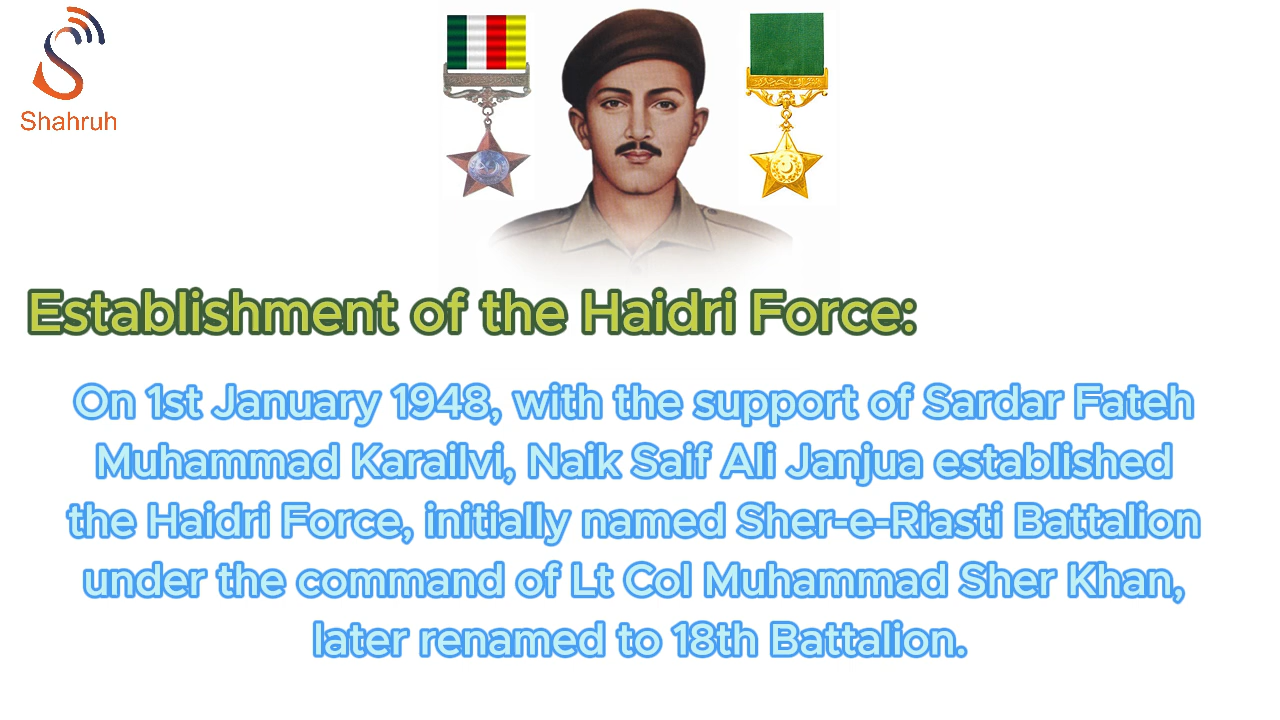 Shahruh
Establishment of the Haidri Force:
On 1st January 1948, with the support of Sardar Fateh
Muhammad Karailvi, Naik Saif Ali Janjua established
the Haidri Force, initially named Sher-e-Riasti Battalion
under the command of Lt Col Muhammad Sher Khan,
later renamed to 18th Battalion.